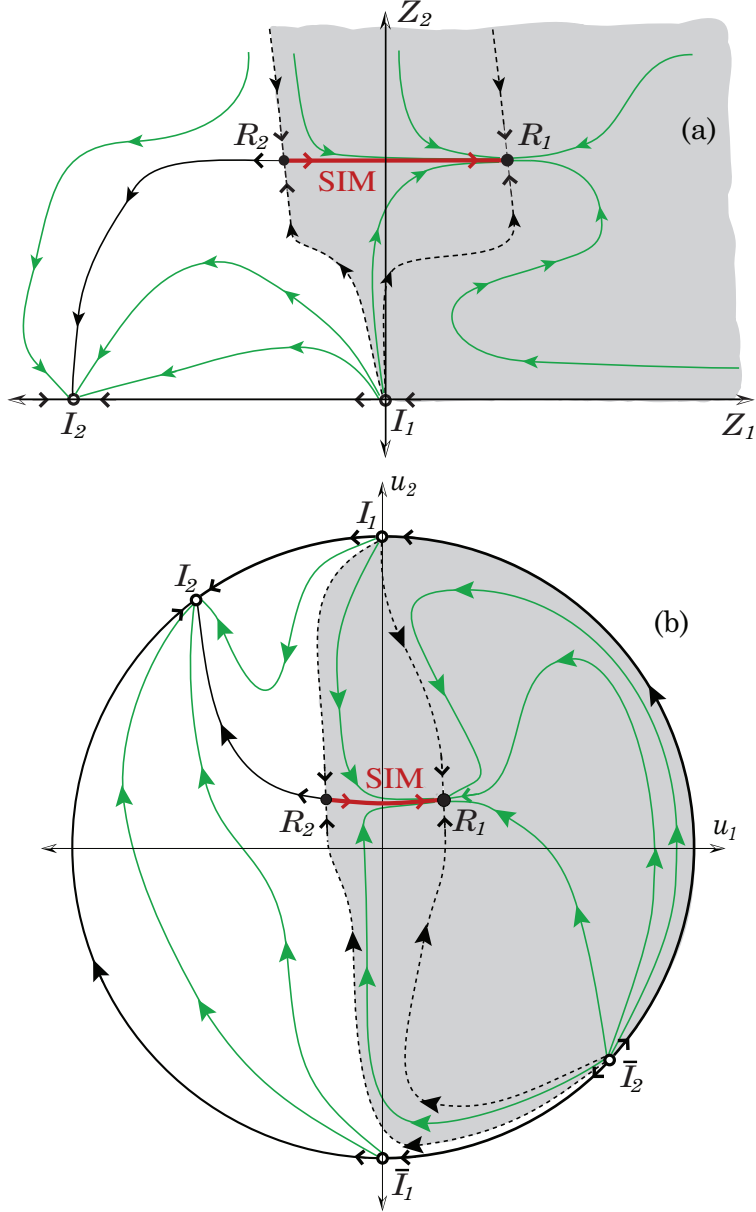 Z₂
(a)
R₂
R₁
SIM
I₂
I₁
Z₁
u₂
I₁
I₂
(b)
SIM
R₂
R₁
u₁
Ī₂
Ī₁